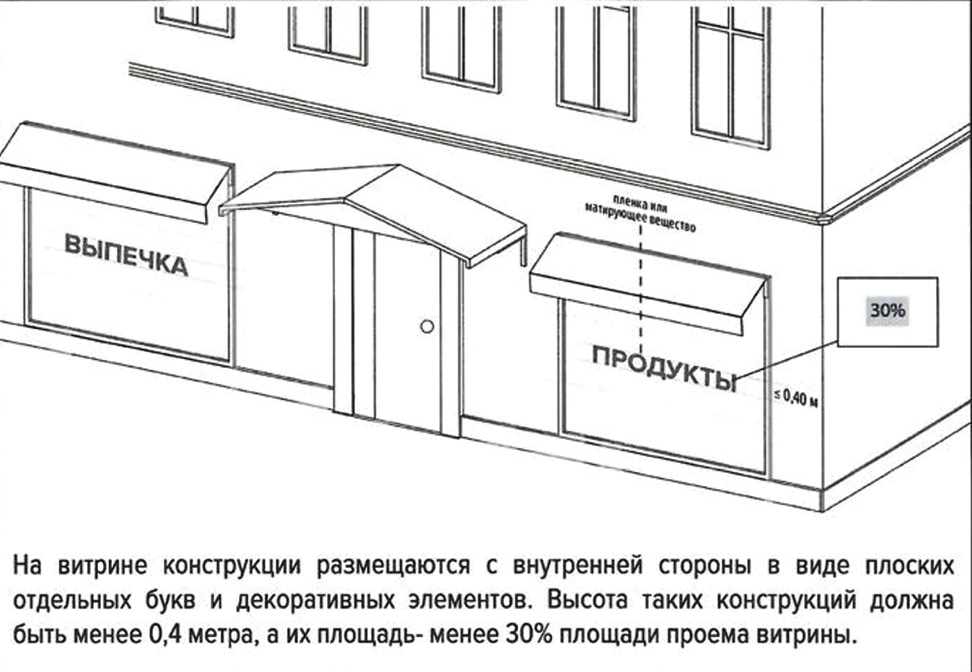 пленка или
матирующее вещество
ВЫПЕЧКА
30%
ПРОДУКТЫ
≤ 0,40 м
На витрине конструкции размещаются с внутренней стороны в виде плоских
отдельных букв и декоративных элементов. Высота таких конструкций должна
быть менее 0,4 метра, а их площадь- менее 30% площади проема витрины.